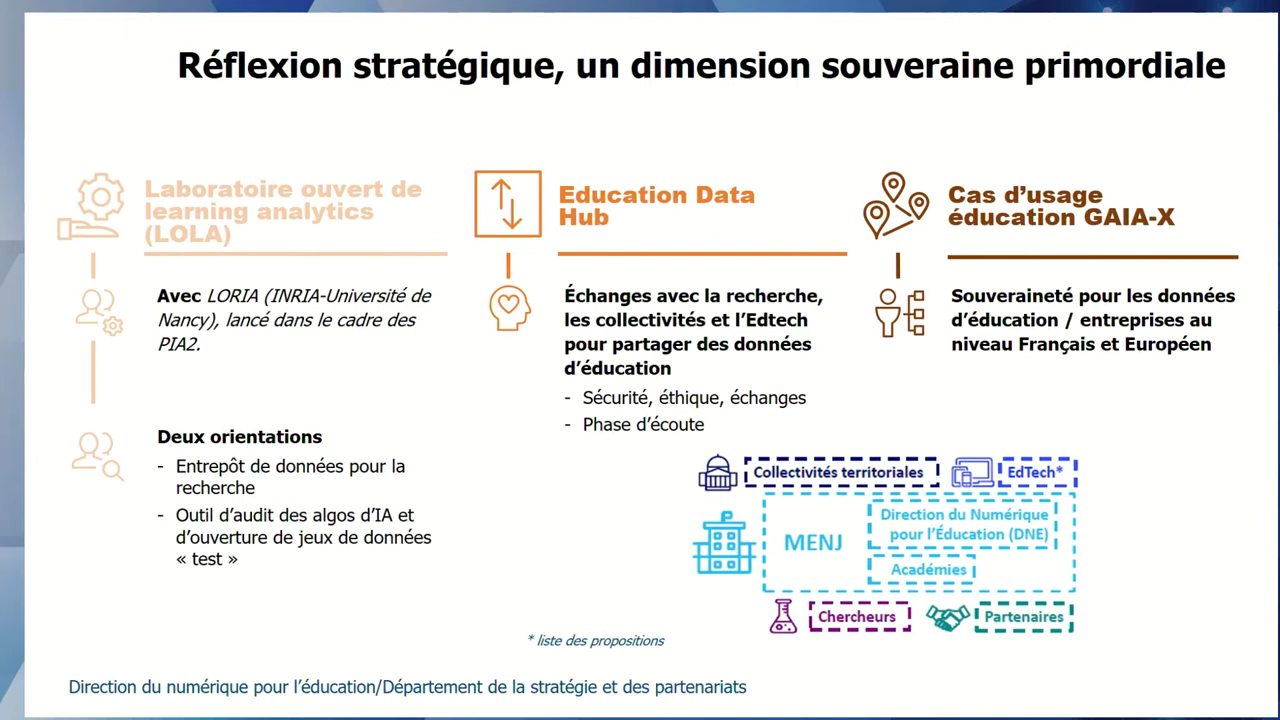 Réflexion stratégique, un dimension souveraine primordiale
Laboratoire ouvert de
learning analytics
(LOLA)
Avec LORIA (INRIA-Université de
Nancy), lancé dans le cadre des
PIA2.
Deux orientations
- Entrepôt de données pour la
recherche
- Outil d’audit des algos d’IA et
d’ouverture de jeux de données
« test »
Education Data
Hub
Échanges avec la recherche,
les collectivités et l’Edtech
pour partager des données
d’éducation
- Sécurité, éthique, échanges
- Phase d’écoute
Cas d’usage
éducation GAIA-X
Souveraineté pour les données
d’éducation / entreprises au
niveau Français et Européen
Collectivités territoriales
EdTech*
MENJ
Direction du Numérique
pour l’Éducation (DNE)
Académies
Chercheurs
Partenaires
* liste des propositions
Direction du numérique pour l’éducation/Département de la stratégie et des partenariats